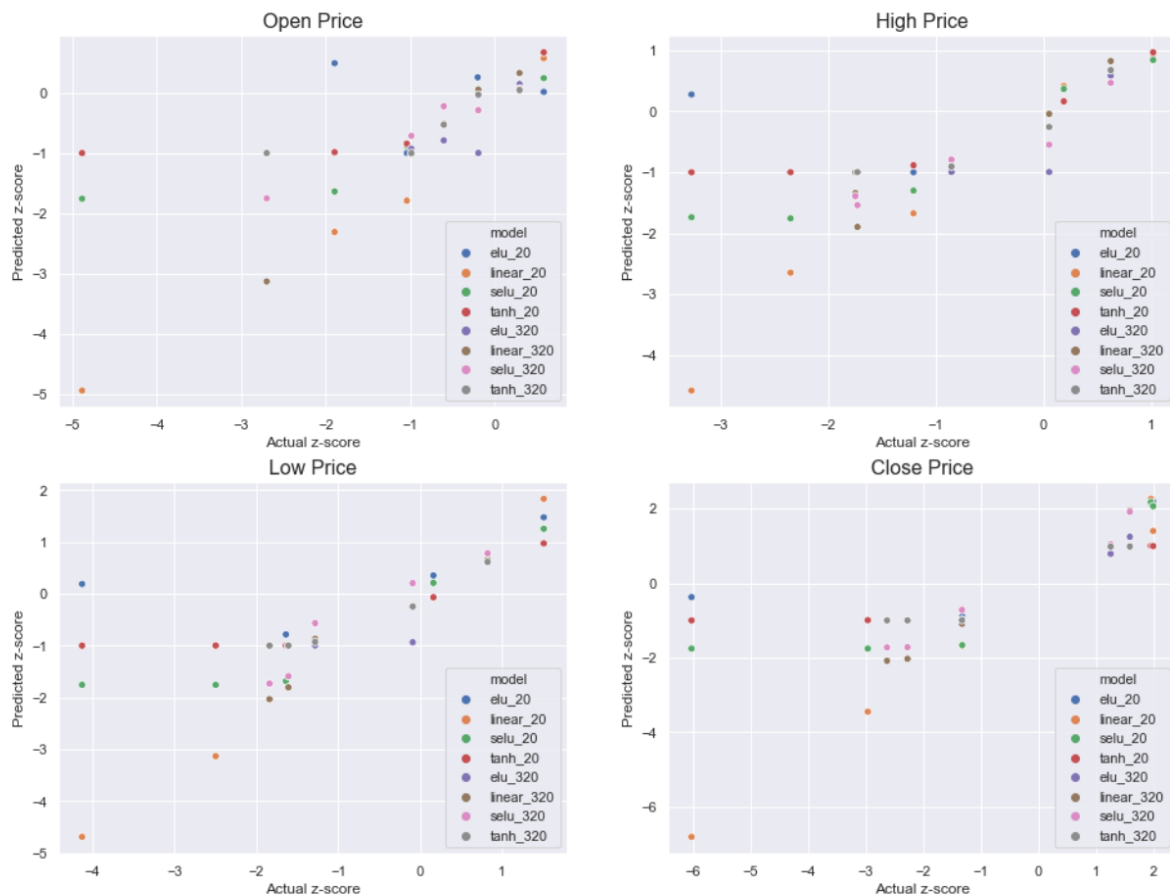 Open Price
0
−1
−2
−3
−4
−5
Predicted z-score
−5
−4
−3
−2
−1
0
Actual z-score
model
elu_20
linear_20
selu_20
tanh_20
elu_320
linear_320
selu_320
tanh_320
High Price
1
0
−1
−2
−3
−4
Predicted z-score
−3
−2
−1
0
1
Actual z-score
model
elu_20
linear_20
selu_20
tanh_20
elu_320
linear_320
selu_320
tanh_320
Low Price
2
1
0
−1
−2
−3
−4
−5
Predicted z-score
−4
−3
−2
−1
0
1
Actual z-score
model
elu_20
linear_20
selu_20
tanh_20
elu_320
linear_320
selu_320
tanh_320
Close Price
2
0
−2
−4
−6
Predicted z-score
−6
−5
−4
−3
−2
−1
0
1
2
Actual z-score
model
elu_20
linear_20
selu_20
tanh_20
elu_320
linear_320
selu_320
tanh_320